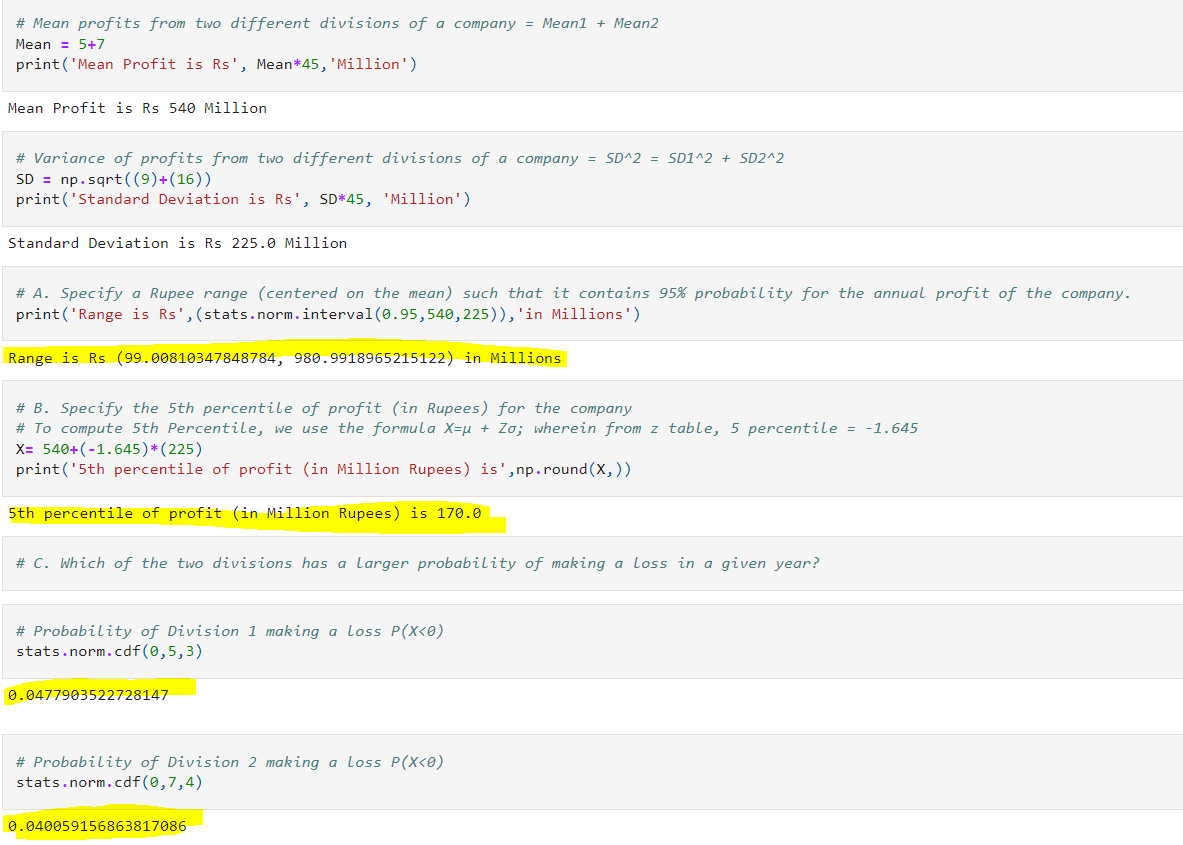 # Mean profits from two different divisions of a company = Mean1 + Mean2
Mean = 5+7
print('Mean Profit is Rs', Mean*45,'Million')
Mean Profit is Rs 540 Million
# Variance of profits from two different divisions of a company = SD^2 = SD1^2 + SD2^2
SD = np.sqrt((9)+(16))
print('Standard Deviation is Rs', SD*45, 'Million')
Standard Deviation is Rs 225.0 Million
# A. Specify a Rupee range (centered on the mean) such that it contains 95% probability for the annual profit of the company.
print('Range is Rs',(stats.norm.interval(0.95,540,225)),'in Millions')
Range is Rs (99.00810347848784, 980.9918965215122) in Millions
# B. Specify the 5th percentile of profit (in Rupees) for the company
# To compute 5th Percentile, we use the formula X=μ + Zσ; wherein from z table, 5 percentile = -1.645
X= 540+(-1.645)*(225)
print('5th percentile of profit (in Million Rupees) is',np.round(X,))
5th percentile of profit (in Million Rupees) is 170.0
# C. Which of the two divisions has a larger probability of making a loss in a given year?
# Probability of Division 1 making a loss P(X<0)
stats.norm.cdf(0,5,3)
0.0477903522728147
# Probability of Division 2 making a loss P(X<0)
stats.norm.cdf(0,7,4)
0.040059156863817086